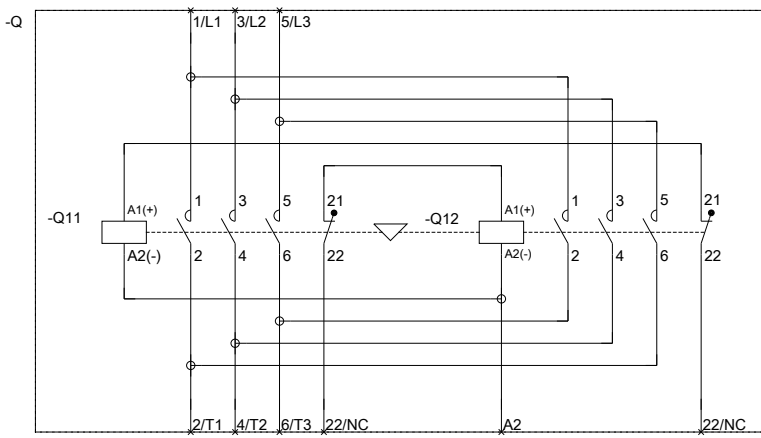 -Q 1/L1 3/L2 5/L3
1 3 5 21 1 3 5 21
-Q11 A1(+) -Q12 A1(+)
A2(-) 2 4 6 22 A2(-) 2 4 6 22
2/T1 4/T2 6/T3 22/NC A2 22/NC